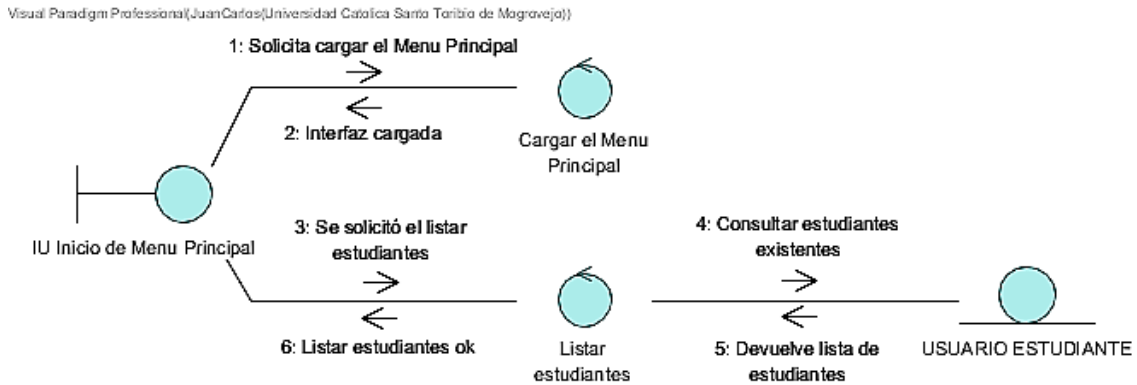 Visual Paradigm Professional(JuanCarlos(Universidad Catolica Santo Toribio de Mogrovejo))
1: Solicita cargar el Menu Principal
2: Interfaz cargada
Cargar el Menu
Principal
IU Inicio de Menu Principal
3: Se solicitó el listar
estudiantes
4: Consultar estudiantes
existentes
6: Listar estudiantes ok
Listar
estudiantes
5: Devuelve lista de
estudiantes
USUARIO ESTUDIANTE